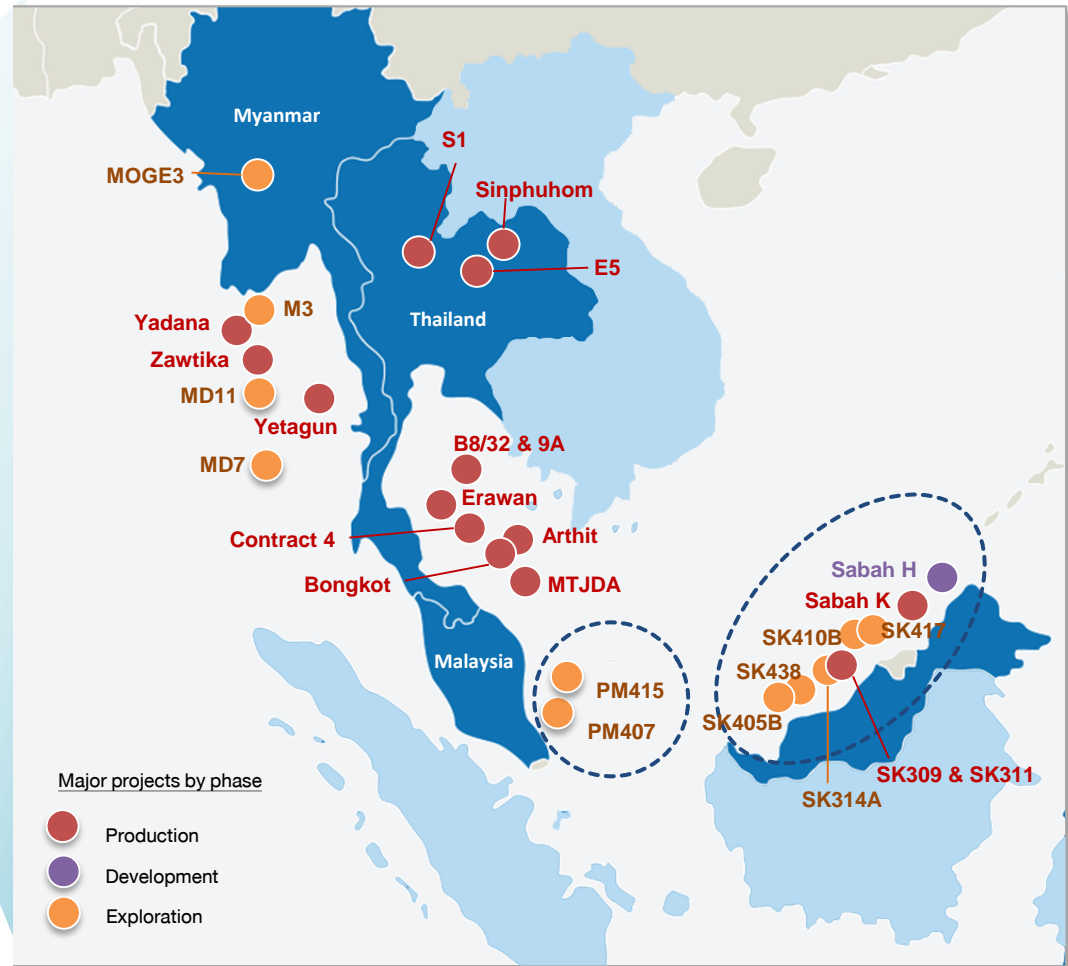 Myanmar
S1
MOGE3
Sinphuhom
E5
M3
Yadana
Thailand
Zawtika
MD11
Yetagun
B8/32 & 9A
MD7
Erawan
Contract 4
Arthit
Bongkot
MTJDA
Sabah H
Sabah K
SK410B
SK417
Malaysia
SK438
PM415
SK405B
PM407
SK309 & SK311
SK314A
Major projects by phase
Production
Development
Exploration